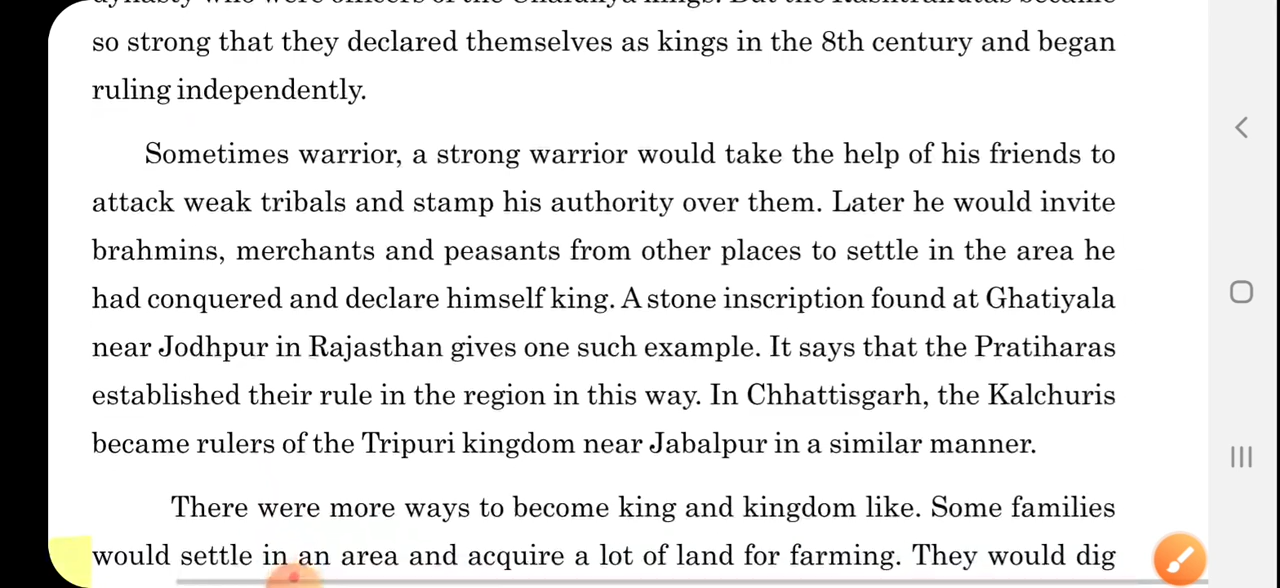 so strong that they declared themselves as kings in the 8th century and began
ruling independently.
Sometimes warrior, a strong warrior would take the help of his friends to
attack weak tribals and stamp his authority over them. Later he would invite
brahmins, merchants and peasants from other places to settle in the area he
had conquered and declare himself king. A stone inscription found at Ghatiyala
near Jodhpur in Rajasthan gives one such example. It says that the Pratiharas
established their rule in the region in this way. In Chhattisgarh, the Kalchuris
became rulers of the Tripuri kingdom near Jabalpur in a similar manner.
There were more ways to become king and kingdom like. Some families
would settle in an area and acquire a lot of land for farming. They would dig